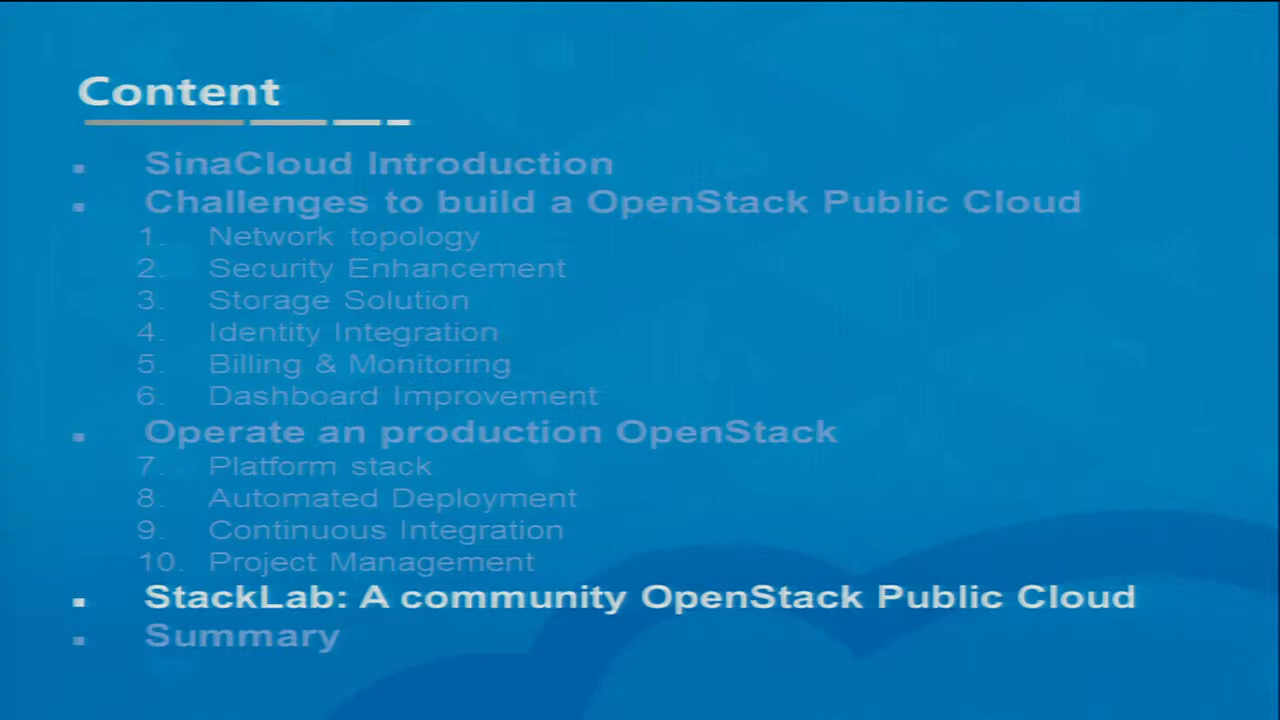 Content
SinaCloud Introduction
Challenges to build a OpenStack Public Cloud
1. Network topology
2. Security Enhancement
3. Storage Solution
4. Identity Integration
5. Billing & Monitoring
6. Dashboard Improvement
Operate an production OpenStack
7. Platform stack
8. Automated Deployment
9. Continuous Integration
10. Project Management
StackLab: A community OpenStack Public Cloud
Summary